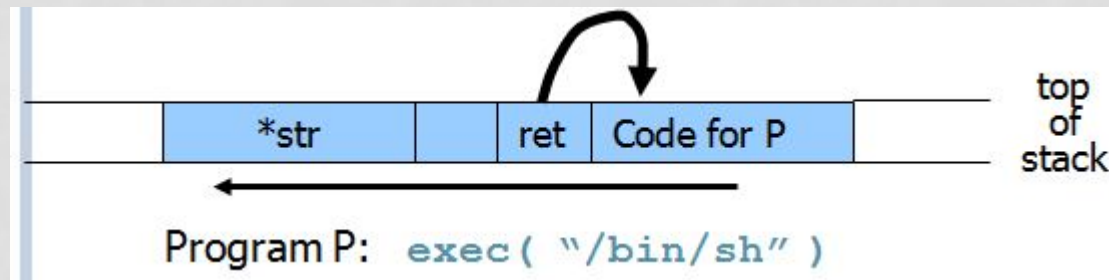 *str ret Code for P
top
of
stack
Program P: exec( “/bin/sh” )